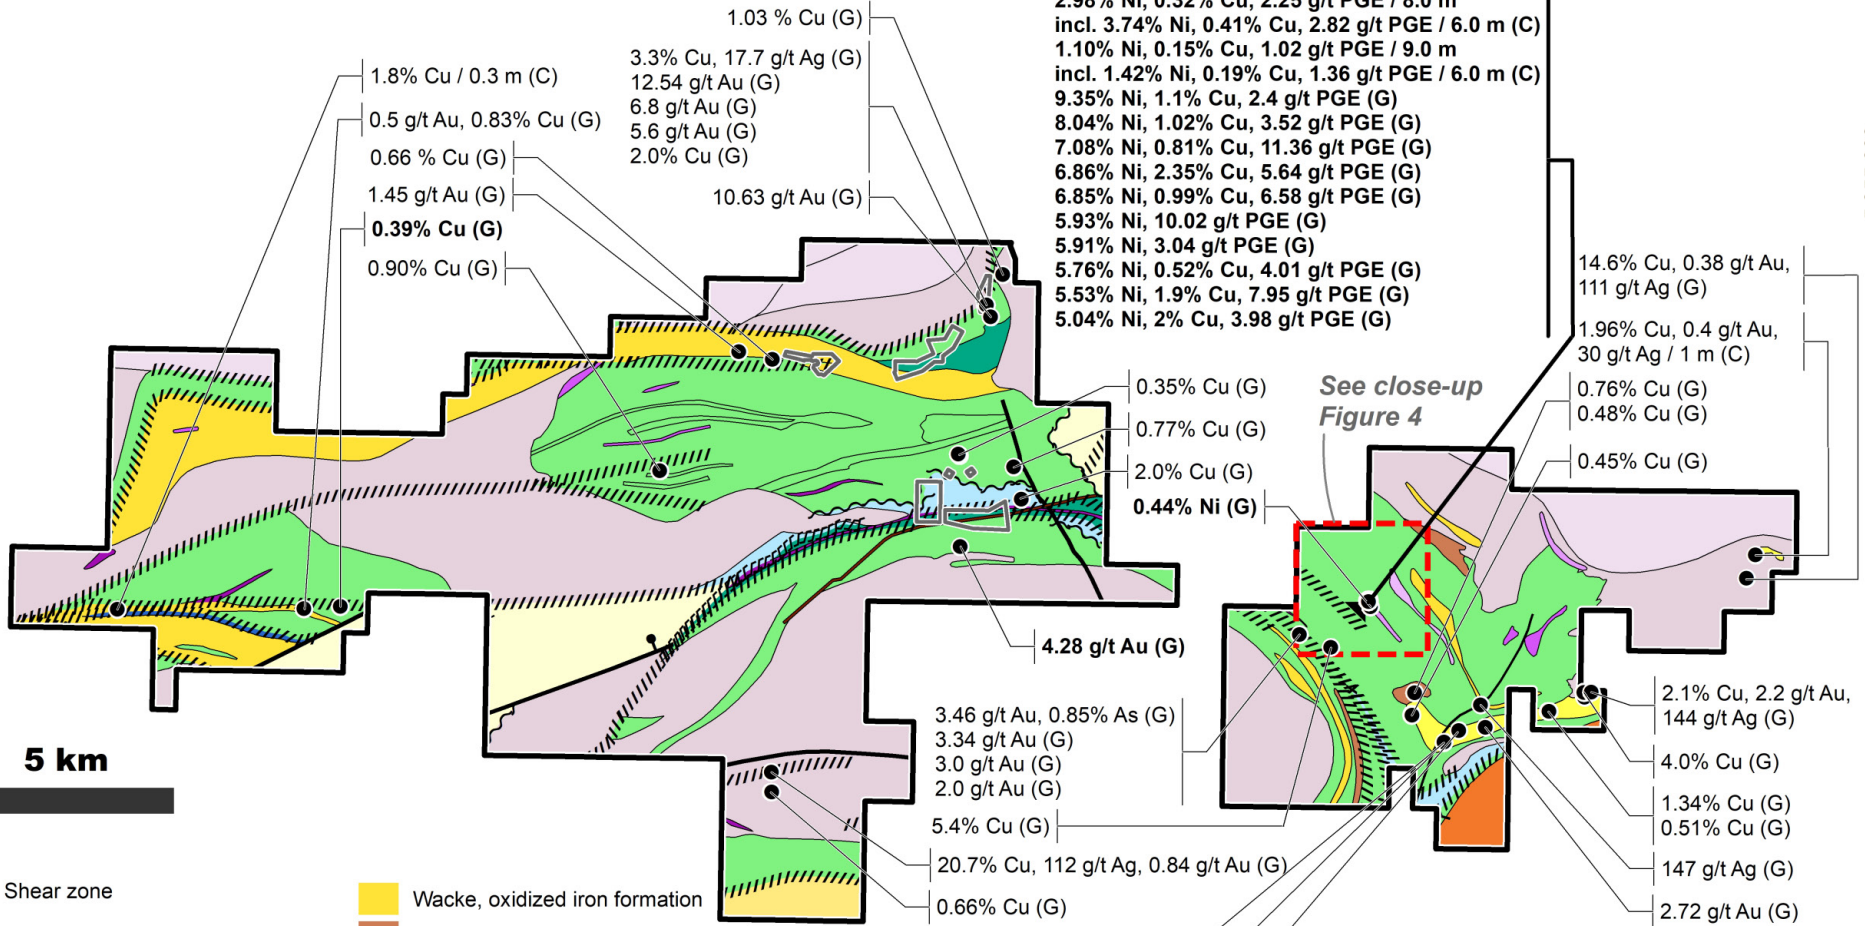 1.03 % Cu (G)
3.3% Cu, 17.7 g/t Ag (G)
12.54 g/t Au (G)
6.8 g/t Au (G)
5.6 g/t Au (G)
2.0% Cu (G)
10.63 g/t Au (G)
1.8% Cu / 0.3 m (C)
0.5 g/t Au, 0.83% Cu (G)
0.66 % Cu (G)
1.45 g/t Au (G)
0.39% Cu (G)
0.90% Cu (G)
2.98% Ni, 0.32% Cu, 2.25 g/t PGE / 8.0 m
incl. 3.74% Ni, 0.41% Cu, 2.82 g/t PGE / 6.0 m (C)
1.10% Ni, 0.15% Cu, 1.02 g/t PGE / 9.0 m
incl. 1.42% Ni, 0.19% Cu, 1.36 g/t PGE / 6.0 m (C)
9.35% Ni, 1.1% Cu, 2.4 g/t PGE (G)
8.04% Ni, 1.02% Cu, 3.52 g/t PGE (G)
7.08% Ni, 0.81% Cu, 11.36 g/t PGE (G)
6.86% Ni, 2.35% Cu, 5.64 g/t PGE (G)
6.85% Ni, 0.99% Cu, 6.58 g/t PGE (G)
5.93% Ni, 10.02 g/t PGE (G)
5.91% Ni, 3.04 g/t PGE (G)
5.76% Ni, 0.52% Cu, 4.01 g/t PGE (G)
5.53% Ni, 1.9% Cu, 7.95 g/t PGE (G)
5.04% Ni, 2% Cu, 3.98 g/t PGE (G)
14.6% Cu, 0.38 g/t Au,
111 g/t Ag (G)
1.96% Cu, 0.4 g/t Au,
30 g/t Ag / 1 m (C)
0.76% Cu (G)
0.48% Cu (G)
0.45% Cu (G)
See close-up
Figure 4
0.35% Cu (G)
0.77% Cu (G)
2.0% Cu (G)
0.44% Ni (G)
4.28 g/t Au (G)
3.46 g/t Au, 0.85% As (G)
3.34 g/t Au (G)
3.0 g/t Au (G)
2.0 g/t Au (G)
5.4% Cu (G)
20.7% Cu, 112 g/t Ag, 0.84 g/t Au (G)
0.66% Cu (G)
2.1% Cu, 2.2 g/t Au,
144 g/t Ag (G)
4.0% Cu (G)
1.34% Cu (G)
0.51% Cu (G)
147 g/t Ag (G)
2.72 g/t Au (G)
5 km
Shear zone
Wacke, oxidized iron formation